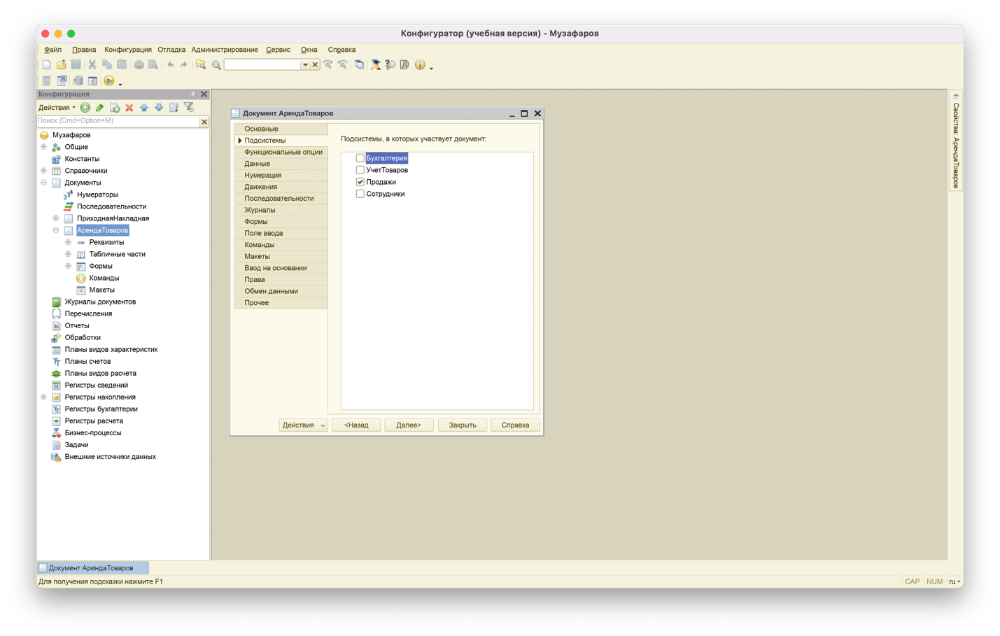 Конфигуратор (учебная версия) - Музафаров
Файл Правка Конфигурация Отладка Администрирование Сервис Окна Справка
Конфигурация
Действия
Поиск (Cmd+Option+M)
Музафаров
Общие
Константы
Справочники
Документы
Нумераторы
Последовательности
ПриходнаяНакладная
АрендаТоваров
Реквизиты
Табличные части
Формы
Команды
Макеты
Журналы документов
Перечисления
Отчеты
Обработки
Планы видов характеристик
Планы счетов
Планы видов расчета
Регистры сведений
Регистры накопления
Регистры бухгалтерии
Регистры расчета
Бизнес-процессы
Задачи
Внешние источники данных
Документ АрендаТоваров
Основные
Подсистемы
Функциональные опции
Данные
Нумерация
Движения
Последовательности
Журналы
Формы
Поле ввода
Команды
Макеты
Ввод на основании
Права
Обмен данными
Прочее
Подсистемы, в которых участвует документ:
Бухгалтерия
УчетТоваров
Продажи
Сотрудники
Действия <Назад Далее> Закрыть Справка
Свойства: АрендаТоваров
Документ АрендаТоваров
Для получения подсказки нажмите F1
CAP NUM ru